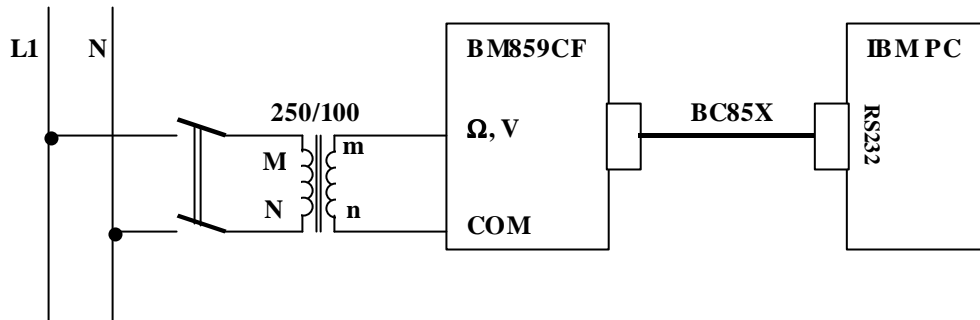 L1
N
250/100
M
N
m
n
BM859CF
Ω, V
COM
BC85X
IBM PC
RS232